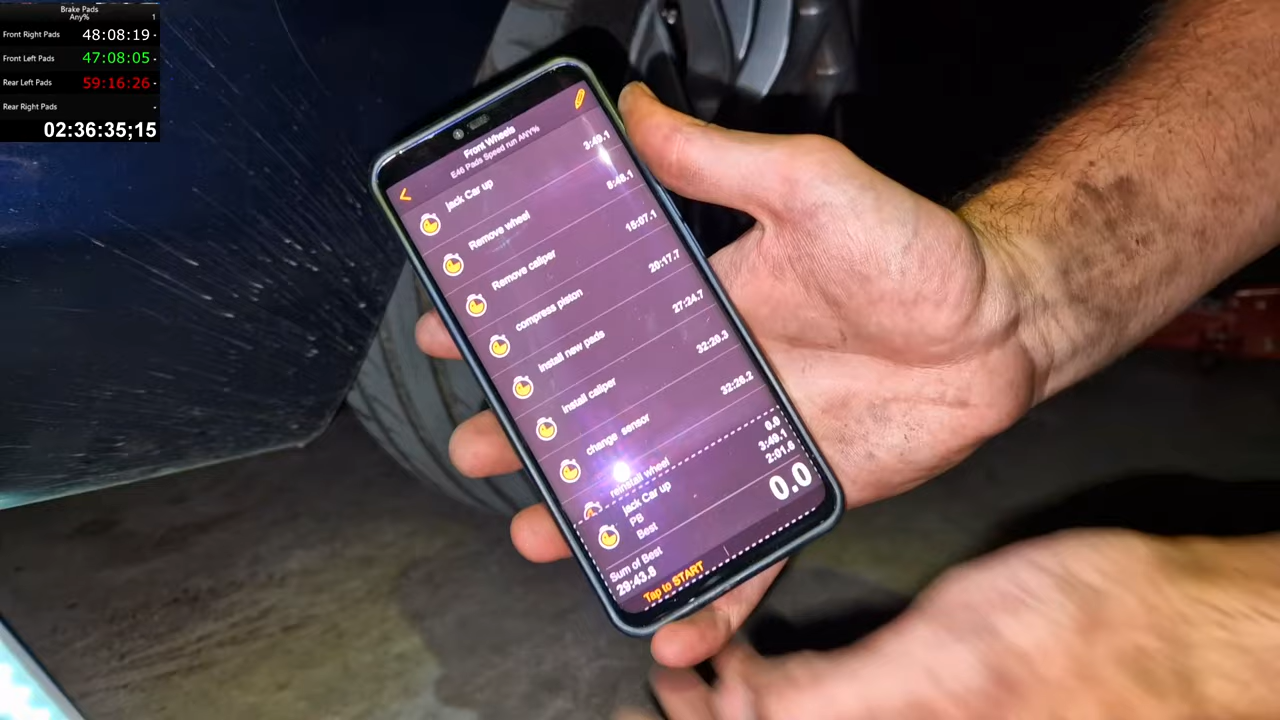 Brake Pads
Any%
1
Front Right Pads 48:08:19 -
Front Left Pads 47:08:05 -
Rear Left Pads 59:16:26 -
Rear Right Pads -
02:36:35;15
Front Wheels
E46 Pads Speed run ANY%
<
jack Car up 3:49.1
Remove wheel 8:48.1
Remove caliper 15:07.1
compress piston 20:17.7
install new pads 27:24.7
install caliper 32:20.3
change sensor 32:26.2
reinstall wheel
jack Car up 0.0
PB 3:49.1
Best 2:01.6
0.0
Sum of Best
29:43.8
Tap to START